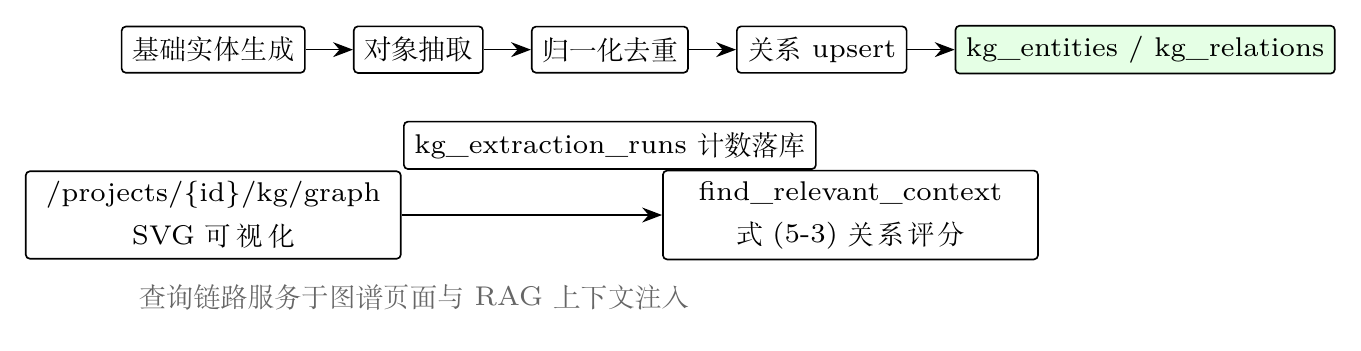 基础实体生成
对象抽取
归一化去重
关系 upsert
kg_entities / kg_relations
kg_extraction_runs 计数落库
/projects/{id}/kg/graph
SVG 可视化
find_relevant_context
式 (5-3) 关系评分
查询链路服务于图谱页面与 RAG 上下文注入